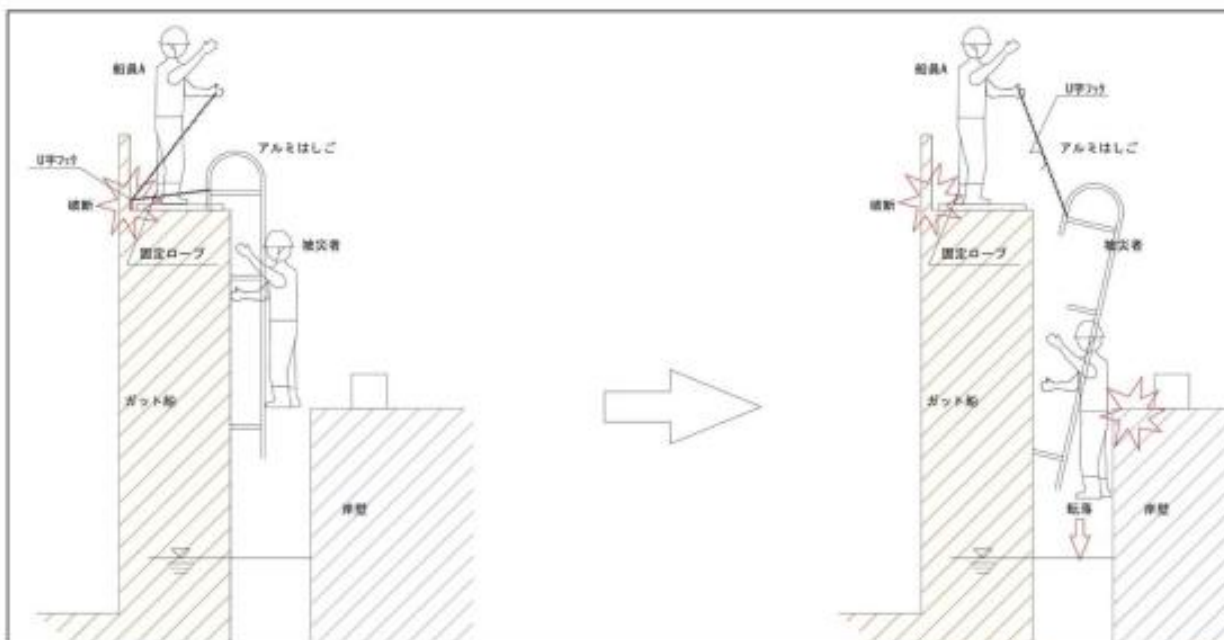 船員A
U字フック
アルミはしご
破断
固定ロープ
被災者
ガット船
岸壁
船員A
U字フック
アルミはしご
破断
固定ロープ
被災者
ガット船
転落
岸壁